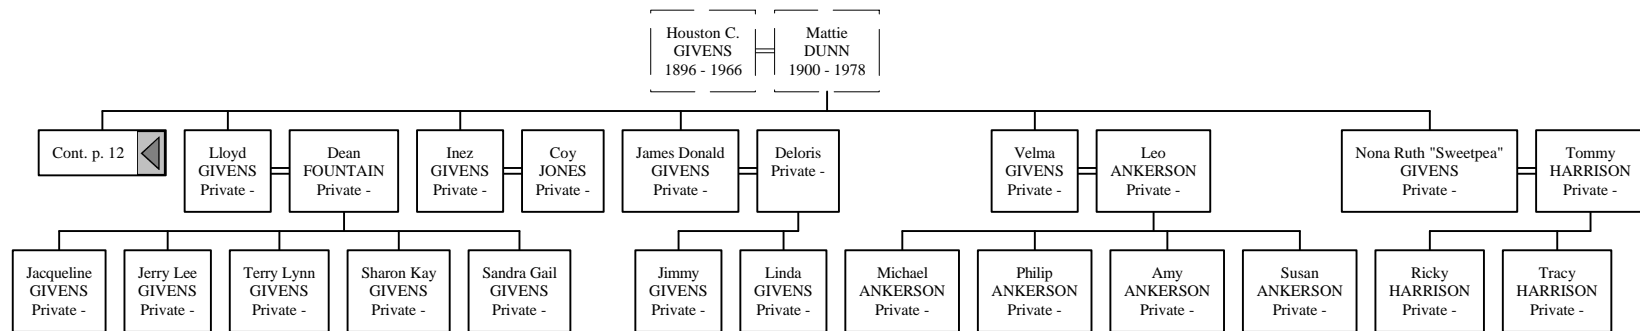 Houston C.
GIVENS
1896 - 1966
Mattie
DUNN
1900 - 1978
Cont. p. 12
Lloyd
GIVENS
Private -
Dean
FOUNTAIN
Private -
Inez
GIVENS
Private -
Coy
JONES
Private -
James Donald
GIVENS
Private -
Deloris
Private -
Velma
GIVENS
Private -
Leo
ANKERSON
Private -
Nona Ruth "Sweetpea"
GIVENS
Private -
Tommy
HARRISON
Private -
Jacqueline
GIVENS
Private -
Jerry Lee
GIVENS
Private -
Terry Lynn
GIVENS
Private -
Sharon Kay
GIVENS
Private -
Sandra Gail
GIVENS
Private -
Jimmy
GIVENS
Private -
Linda
GIVENS
Private -
Michael
ANKERSON
Private -
Philip
ANKERSON
Private -
Amy
ANKERSON
Private -
Susan
ANKERSON
Private -
Ricky
HARRISON
Private -
Tracy
HARRISON
Private -